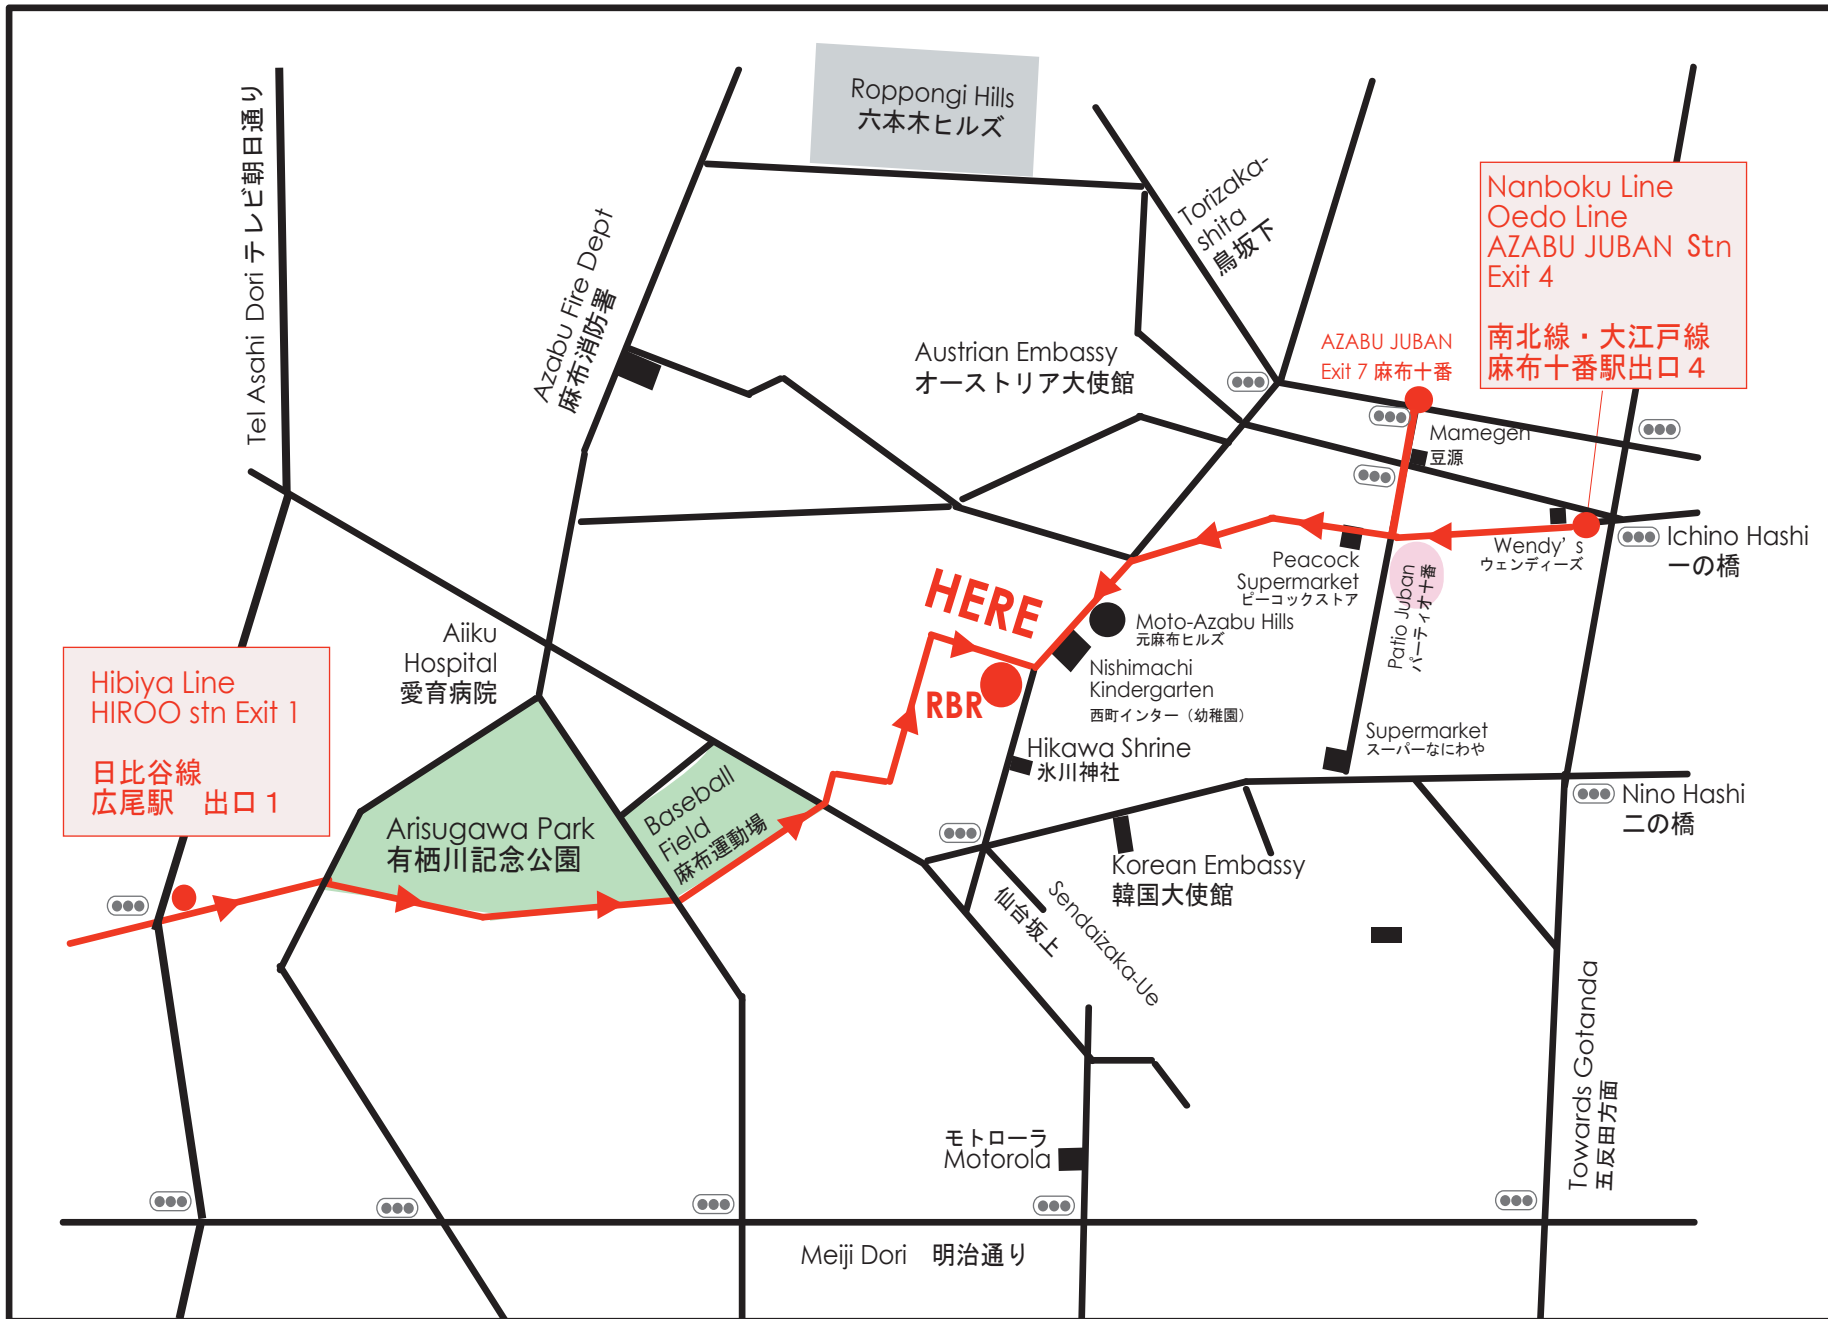 Roppongi Hills
六本木ヒルズ
Tel Asahi Dori テレビ朝日通り
Azabu Fire Dept
麻布消防署
Torizaka-
shita
鳥坂下
Nanboku Line
Oedo Line
AZABU JUBAN Stn
Exit 4
南北線・大江戸線
麻布十番駅出口4
AZABU JUBAN
Exit 7 麻布十番
Austrian Embassy
オーストリア大使館
Mamegen
豆源
Wendy's
ウェンディーズ
Ichino Hashi
一の橋
Peacock
Supermarket
ピーコックストア
Patio Juban
パーティオ十番
HERE
RBR
Moto-Azabu Hills
元麻布ヒルズ
Nishimachi
Kindergarten
西町インター（幼稚園）
Aiiku
Hospital
愛育病院
Hibiya Line
HIROO stn Exit 1
日比谷線
広尾駅　出口1
Hikawa Shrine
氷川神社
Supermarket
スーパーなにわや
Arisugawa Park
有栖川記念公園
Baseball
Field
麻布運動場
Nino Hashi
二の橋
Korean Embassy
韓国大使館
Sendaizaka-Ue
仙台坂上
Towards Gotanda
五反田方面
モトローラ
Motorola
Meiji Dori　明治通り